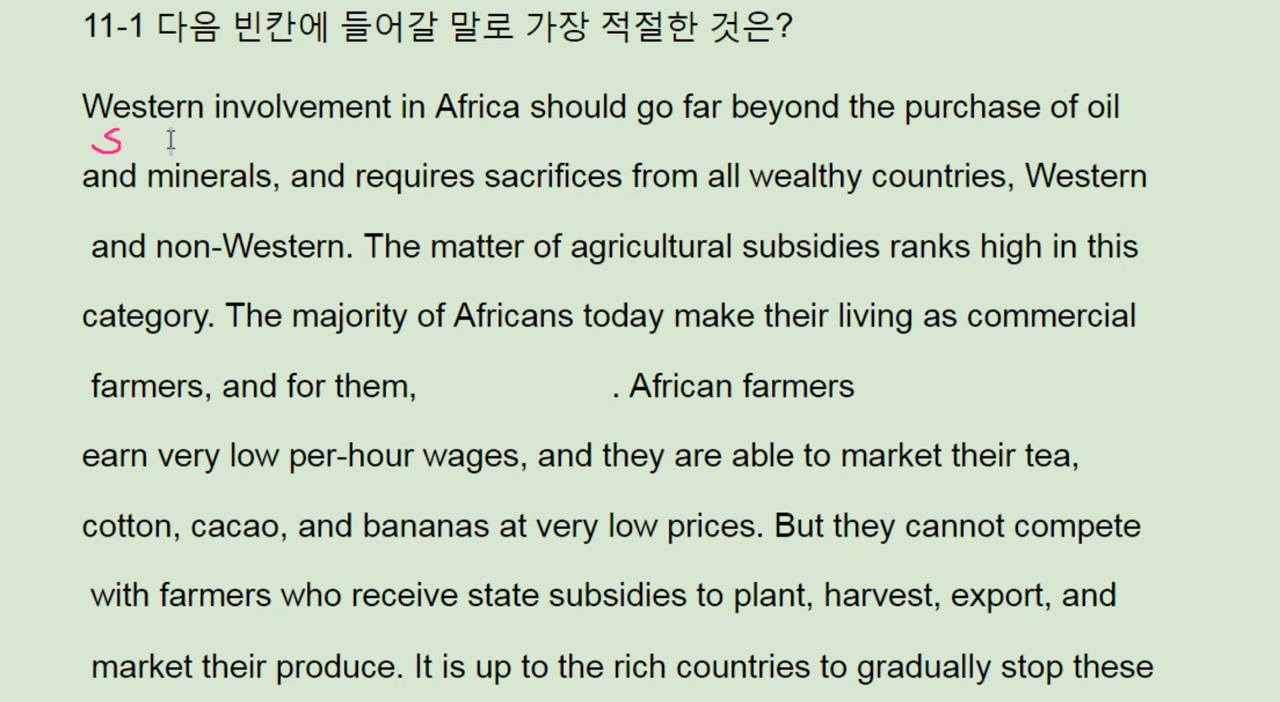 11-1 다음 빈칸에 들어갈 말로 가장 적절한 것은?
Western involvement in Africa should go far beyond the purchase of oil
S
and minerals, and requires sacrifices from all wealthy countries, Western
and non-Western. The matter of agricultural subsidies ranks high in this
category. The majority of Africans today make their living as commercial
farmers, and for them, . African farmers
earn very low per-hour wages, and they are able to market their tea,
cotton, cacao, and bananas at very low prices. But they cannot compete
with farmers who receive state subsidies to plant, harvest, export, and
market their produce. It is up to the rich countries to gradually stop these